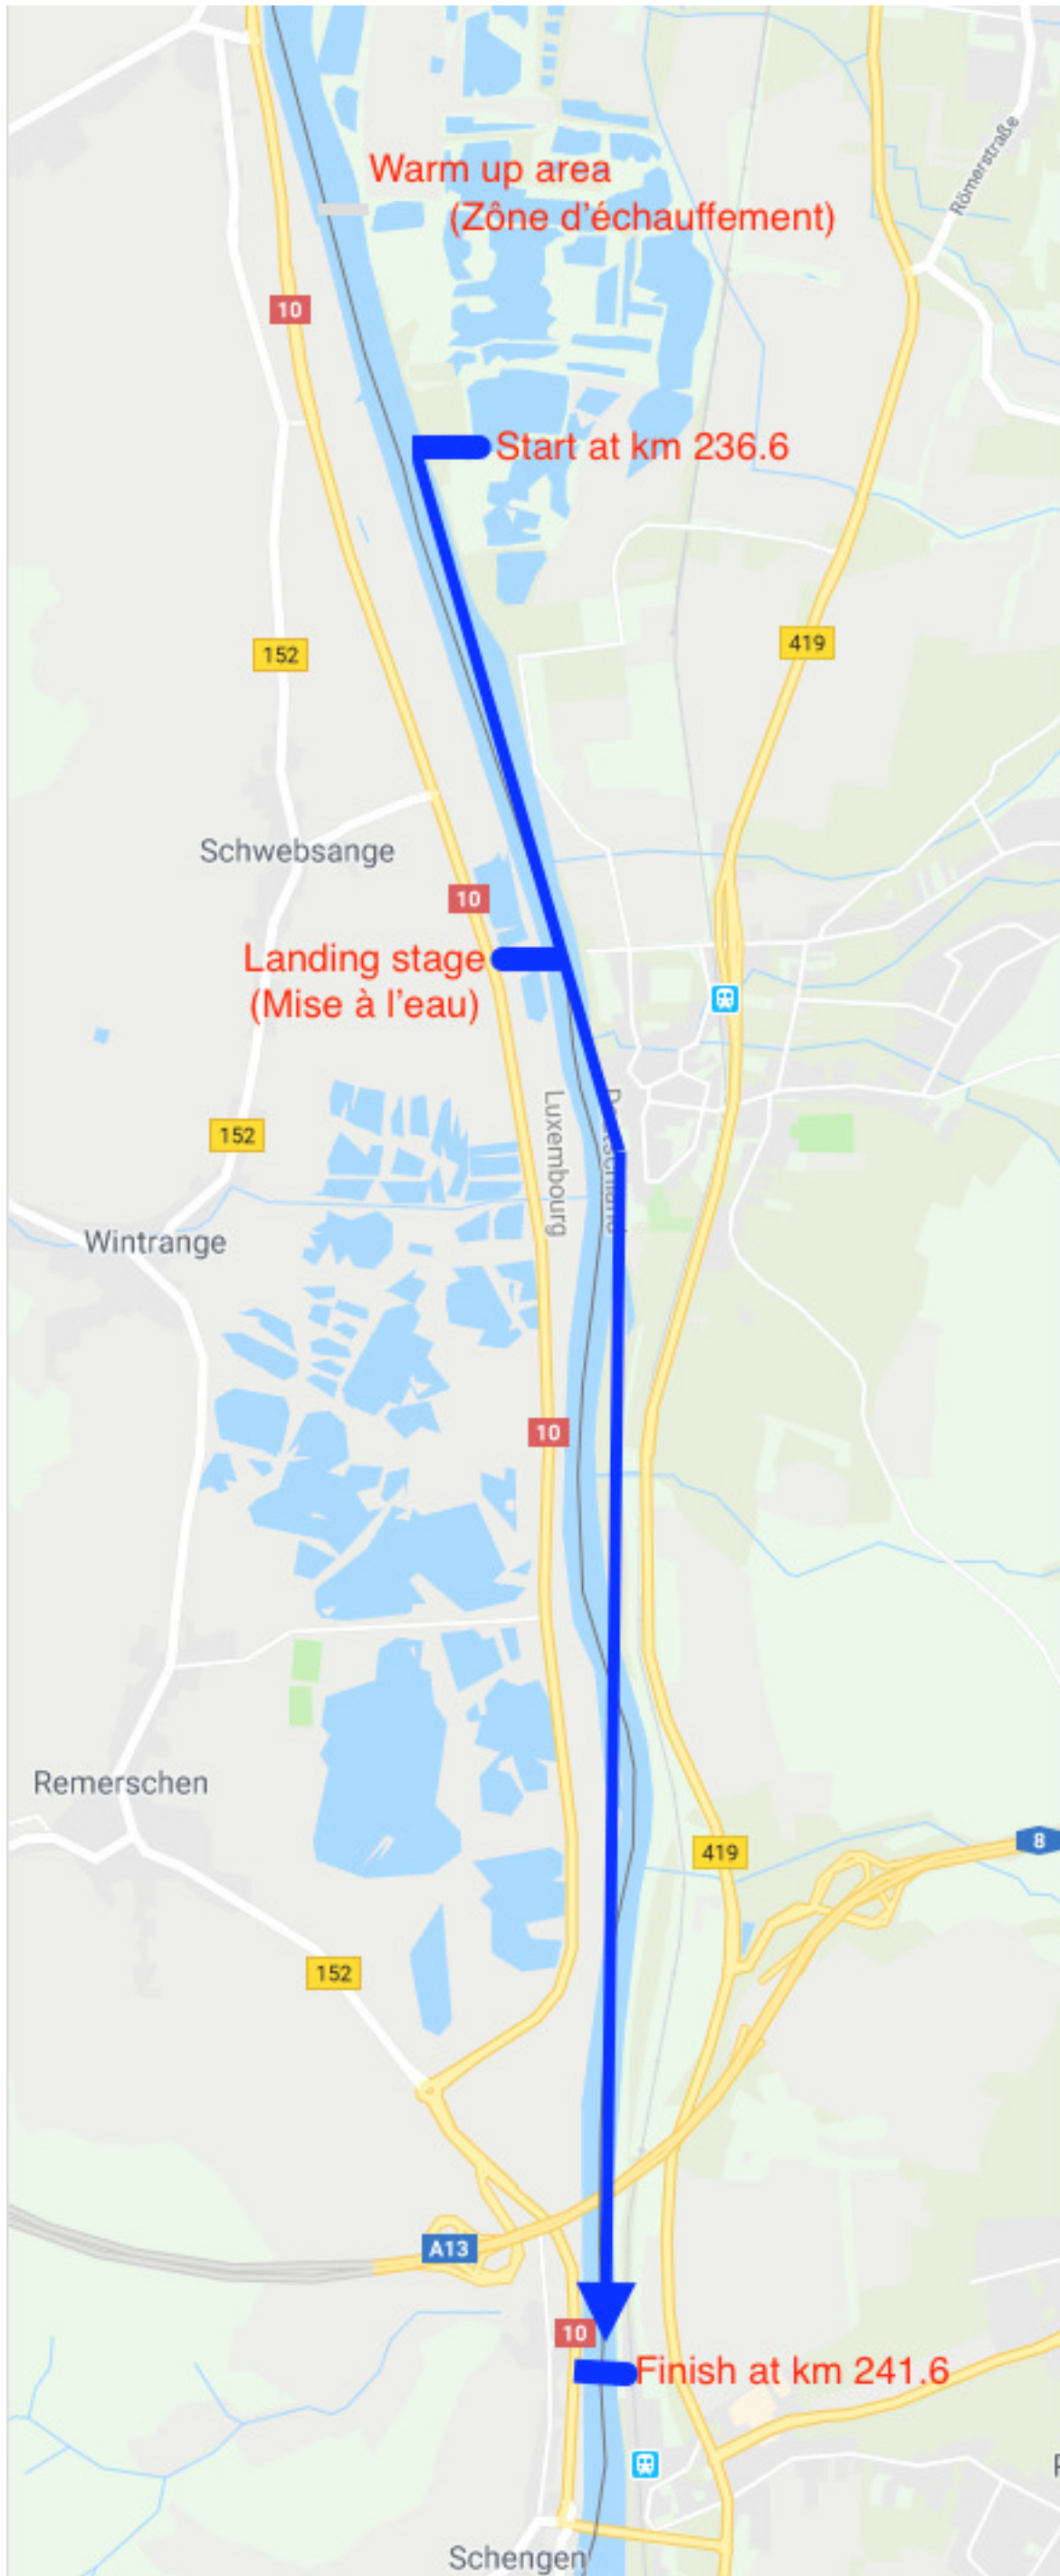 Römerstraße
Warm up area
(Zône d'échauffement)
10
Start at km 236.6
152
419
Schwebsange
10
Landing stage
(Mise à l'eau)
Luxembourg
152
Wintrange
10
Remerschen
8
419
152
A13
10
Finish at km 241.6
Schengen